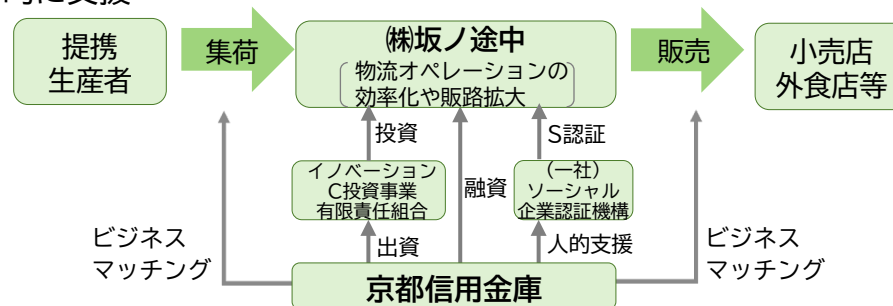 提携
生産者
集荷
㈱坂ノ途中
物流オペレーションの
効率化や販路拡大
販売
小売店
外食店等
投資
S認証
イノベーション
C投資事業
有限責任組合
融資
(一社)
ソーシャル
企業認証機構
ビジネス
マッチング
出資
人的支援
ビジネス
マッチング
京都信用金庫